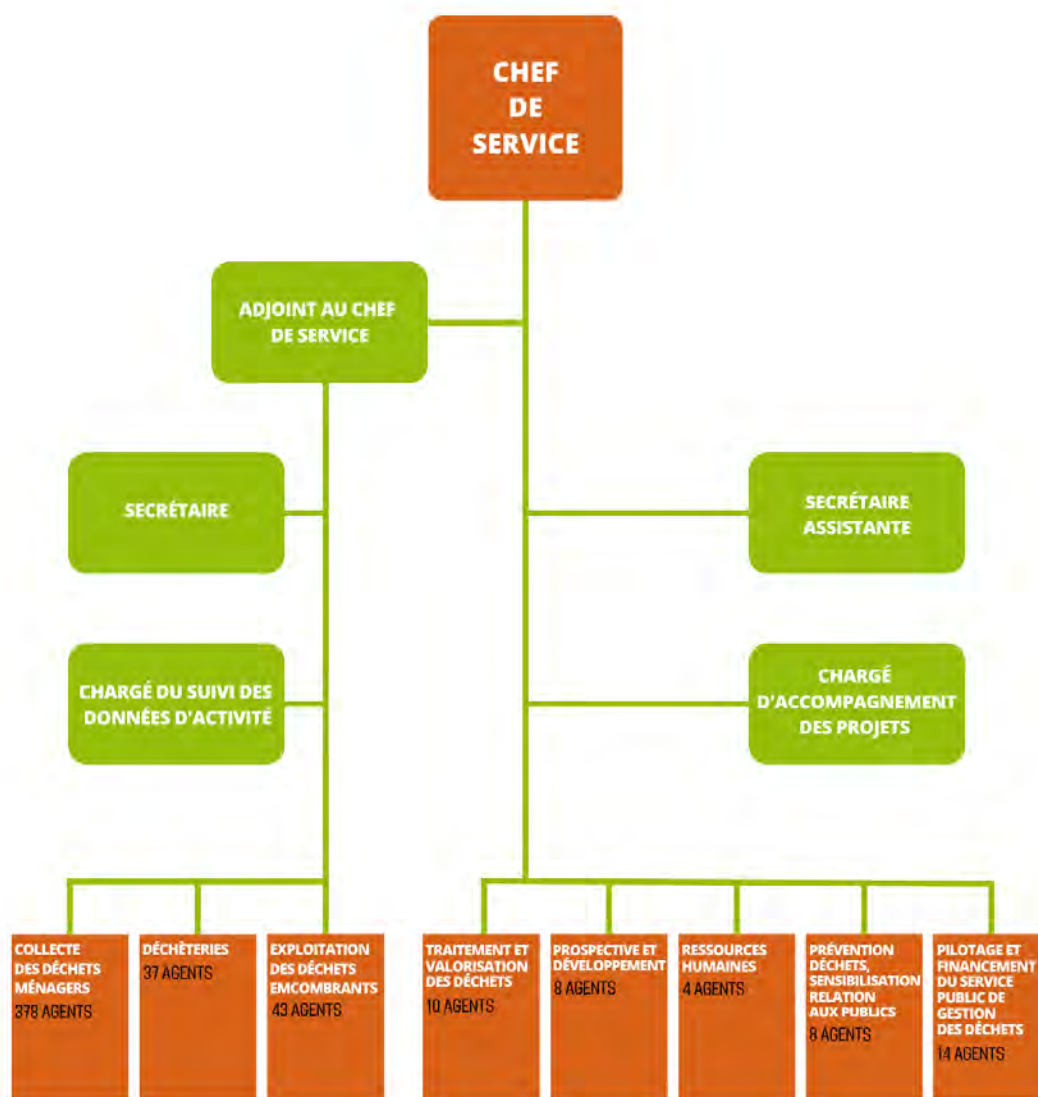 CHEF
DE
SERVICE
ADJOINT AU CHEF
DE SERVICE
SECRÉTAIRE
SECRÉTAIRE
ASSISTANTE
CHARGÉ DU SUIVI DES
DONNÉES D'ACTIVITÉ
CHARGÉ
D'ACCOMPAGNEMENT
DES PROJETS
COLLECTE
DES DÉCHETS
MÉNAGERS
378 AGENTS
DÉCHÈTERIES
37 AGENTS
EXPLOITATION
DES DÉCHETS
EMCOMBRANTS
43 AGENTS
TRAITEMENT ET
VALORISATION
DES DÉCHETS
10 AGENTS
PROSPECTIVE ET
DÉVELOPPEMENT
8 AGENTS
RESSOURCES
HUMAINES
4 AGENTS
PRÉVENTION
DÉCHETS,
SENSIBILISATION
RELATION
AUX PUBLICS
8 AGENTS
PILOTAGE ET
FINANCEMENT
DU SERVICE
PUBLIC DE
GESTION
DES DÉCHETS
14 AGENTS